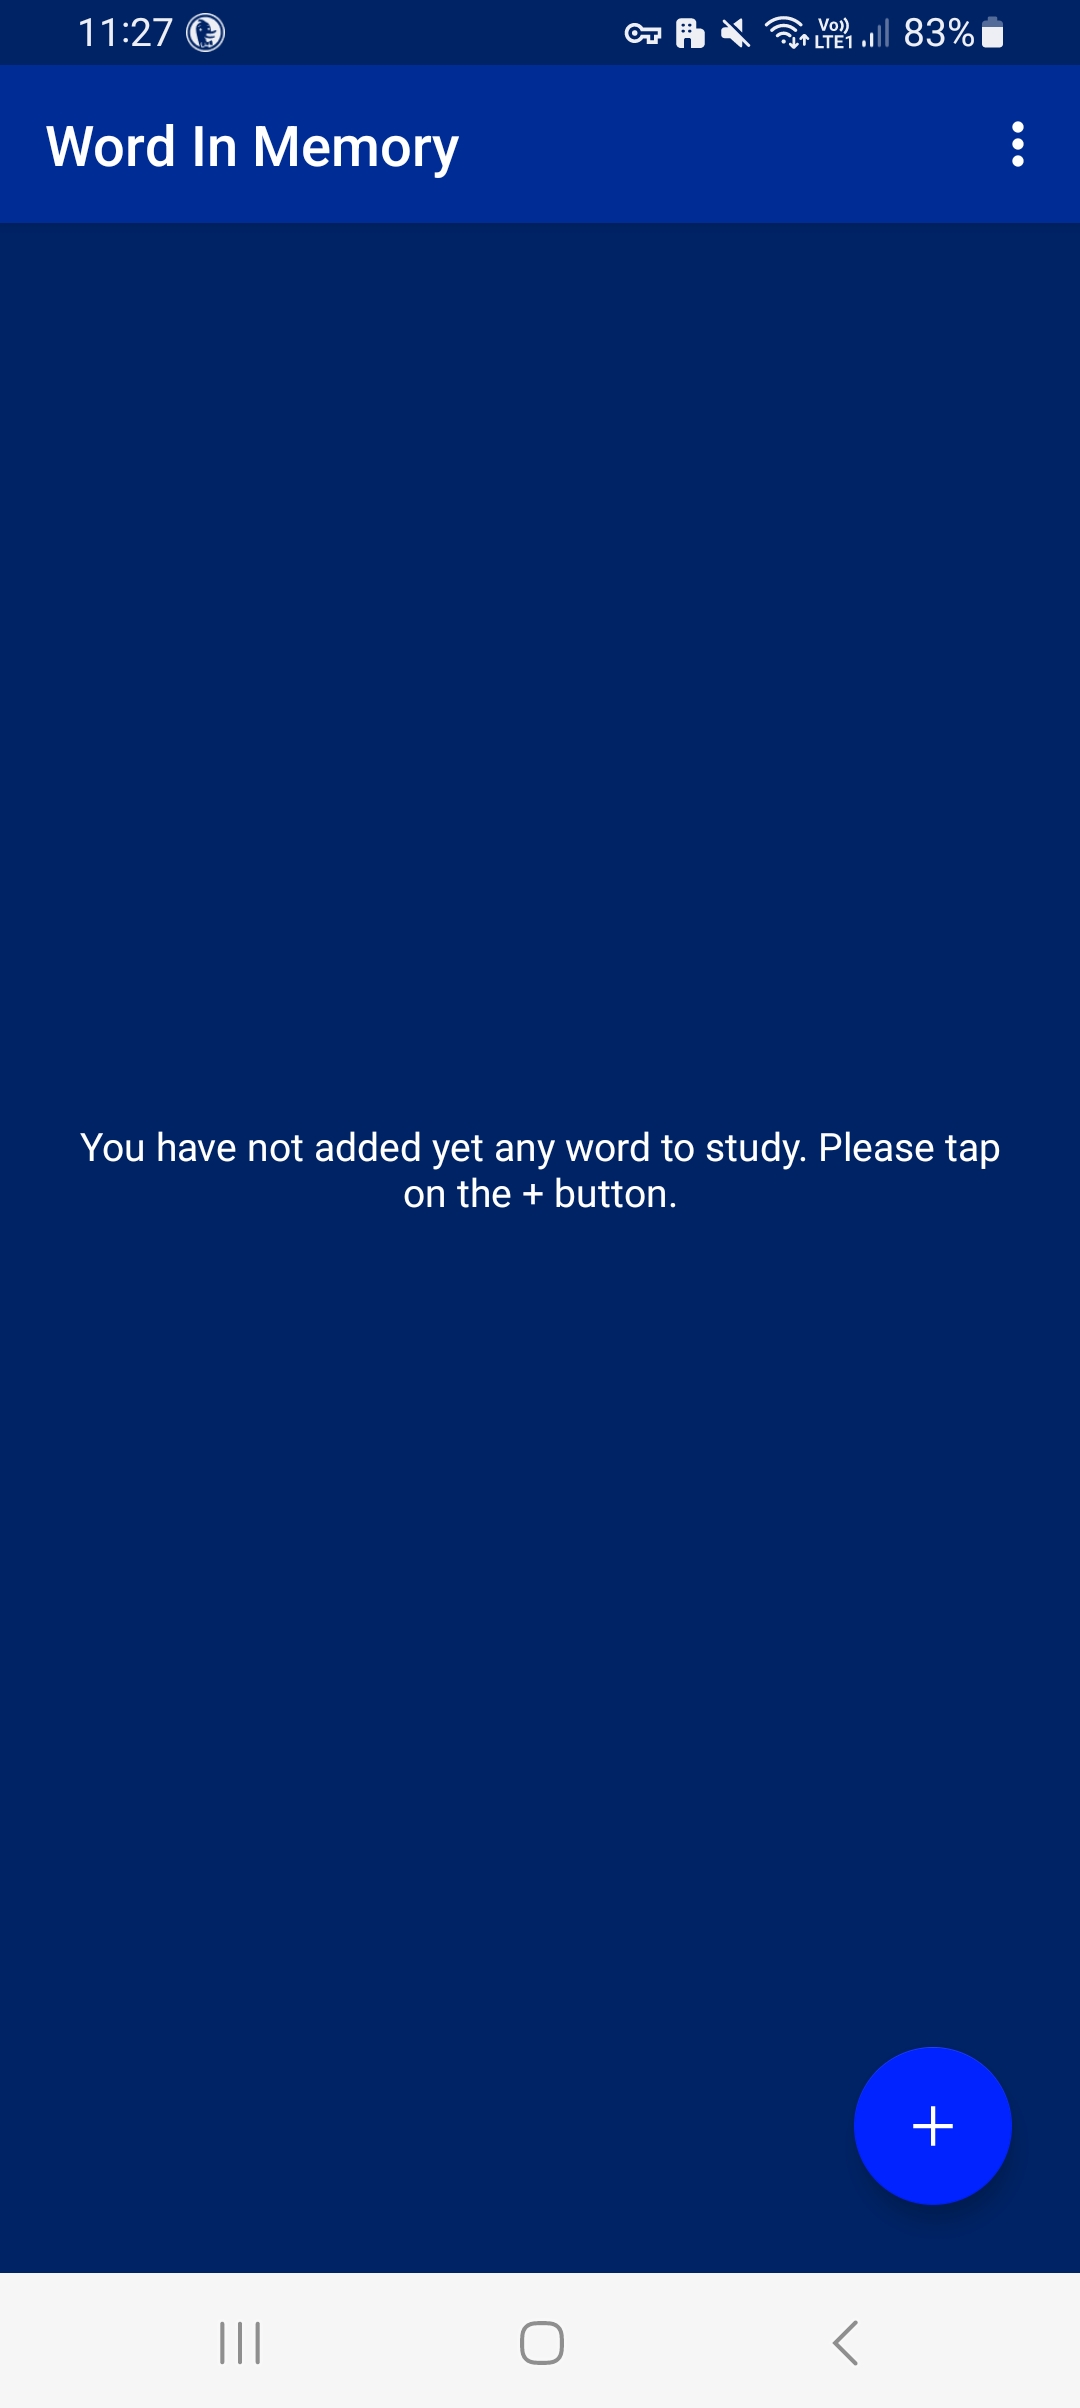 11:27
Vo)) LTE1 83%
Word In Memory
You have not added yet any word to study. Please tap
on the + button.
+